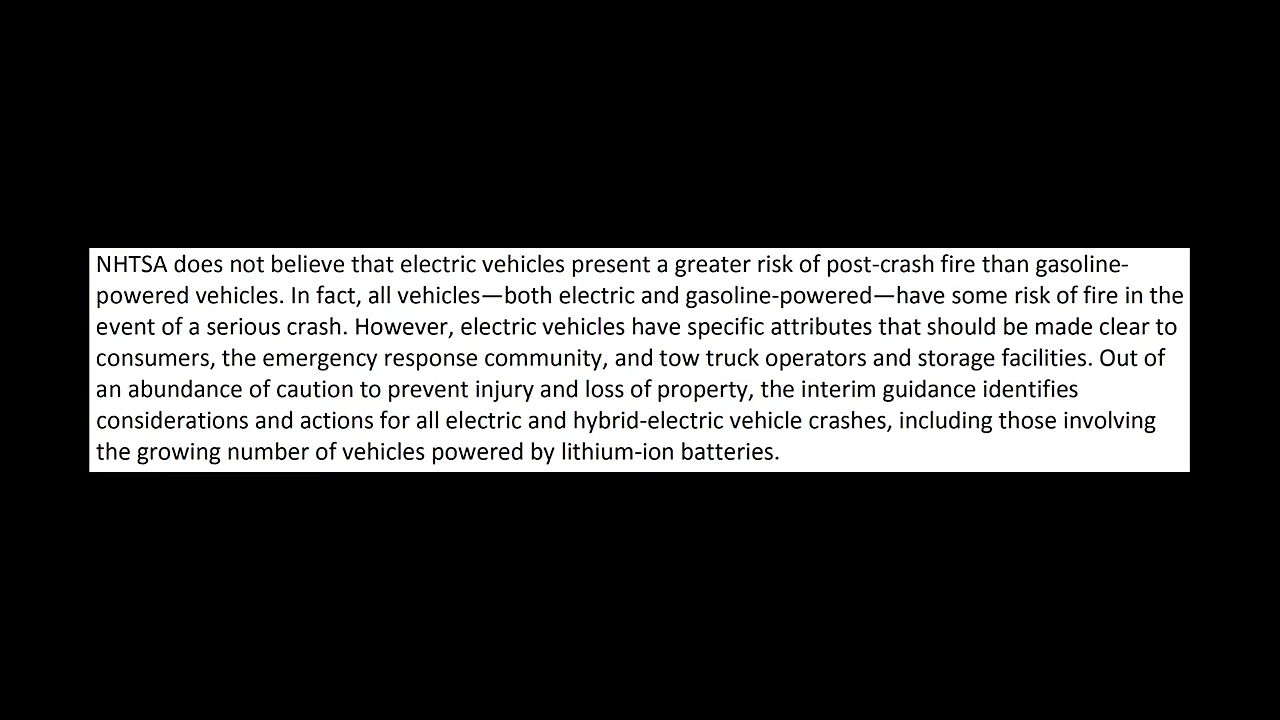 NHTSA does not believe that electric vehicles present a greater risk of post-crash fire than gasoline-
powered vehicles. In fact, all vehicles—both electric and gasoline-powered—have some risk of fire in the
event of a serious crash. However, electric vehicles have specific attributes that should be made clear to
consumers, the emergency response community, and tow truck operators and storage facilities. Out of
an abundance of caution to prevent injury and loss of property, the interim guidance identifies
considerations and actions for all electric and hybrid-electric vehicle crashes, including those involving
the growing number of vehicles powered by lithium-ion batteries.